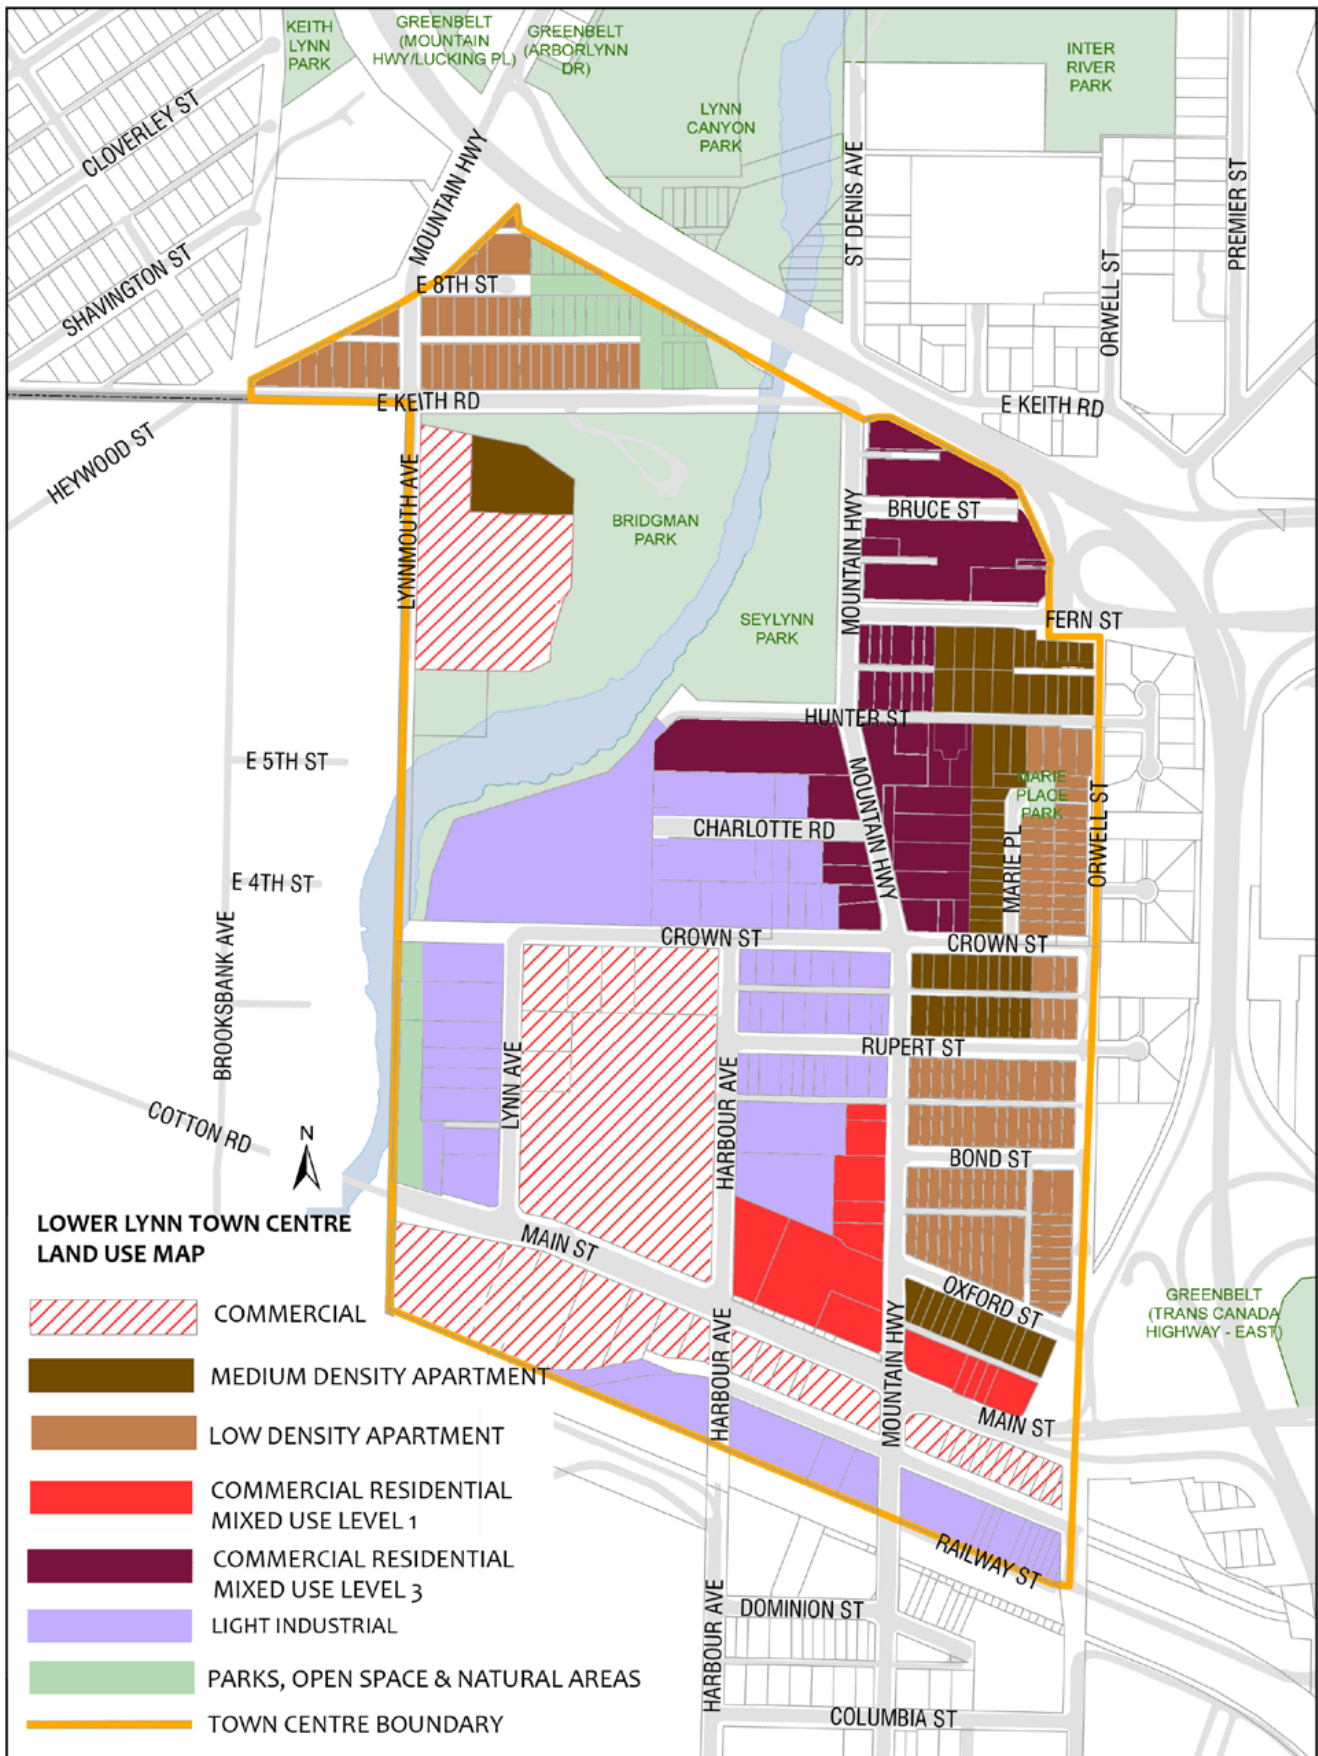 KEITH
LYNN
PARK
GREENBELT
(MOUNTAIN
HWY/LUCKING PL)
GREENBELT
(ARBORLYNN
DR)
INTER
RIVER
PARK
LYNN
CANYON
PARK
CLOVERLEY ST
MOUNTAIN HWY
ST DENIS AVE
PREMIER ST
ORWELL ST
SHAVINGTON ST
E 8TH ST
E KEITH RD
E KEITH RD
HEYWOOD ST
LYNNMOUTH AVE
BRIDGMAN
PARK
MOUNTAIN HWY
BRUCE ST
SEYLYNN
PARK
FERN ST
HUNTER ST
E 5TH ST
MOUNTAIN HWY
MARIE
PLACE
PARK
CHARLOTTE RD
MARIE PL
ORWELL ST
E 4TH ST
BROOKSBANK AVE
CROWN ST
CROWN ST
RUPERT ST
LYNN AVE
HARBOUR AVE
COTTON RD
N
BOND ST
LOWER LYNN TOWN CENTRE
LAND USE MAP
MAIN ST
OXFORD ST
GREENBELT
(TRANS CANADA
HIGHWAY - EAST)
COMMERCIAL
HARBOUR AVE
MOUNTAIN HWY
MEDIUM DENSITY APARTMENT
MAIN ST
LOW DENSITY APARTMENT
COMMERCIAL RESIDENTIAL
MIXED USE LEVEL 1
RAILWAY ST
COMMERCIAL RESIDENTIAL
MIXED USE LEVEL 3
HARBOUR AVE
DOMINION ST
LIGHT INDUSTRIAL
PARKS, OPEN SPACE & NATURAL AREAS
COLUMBIA ST
TOWN CENTRE BOUNDARY